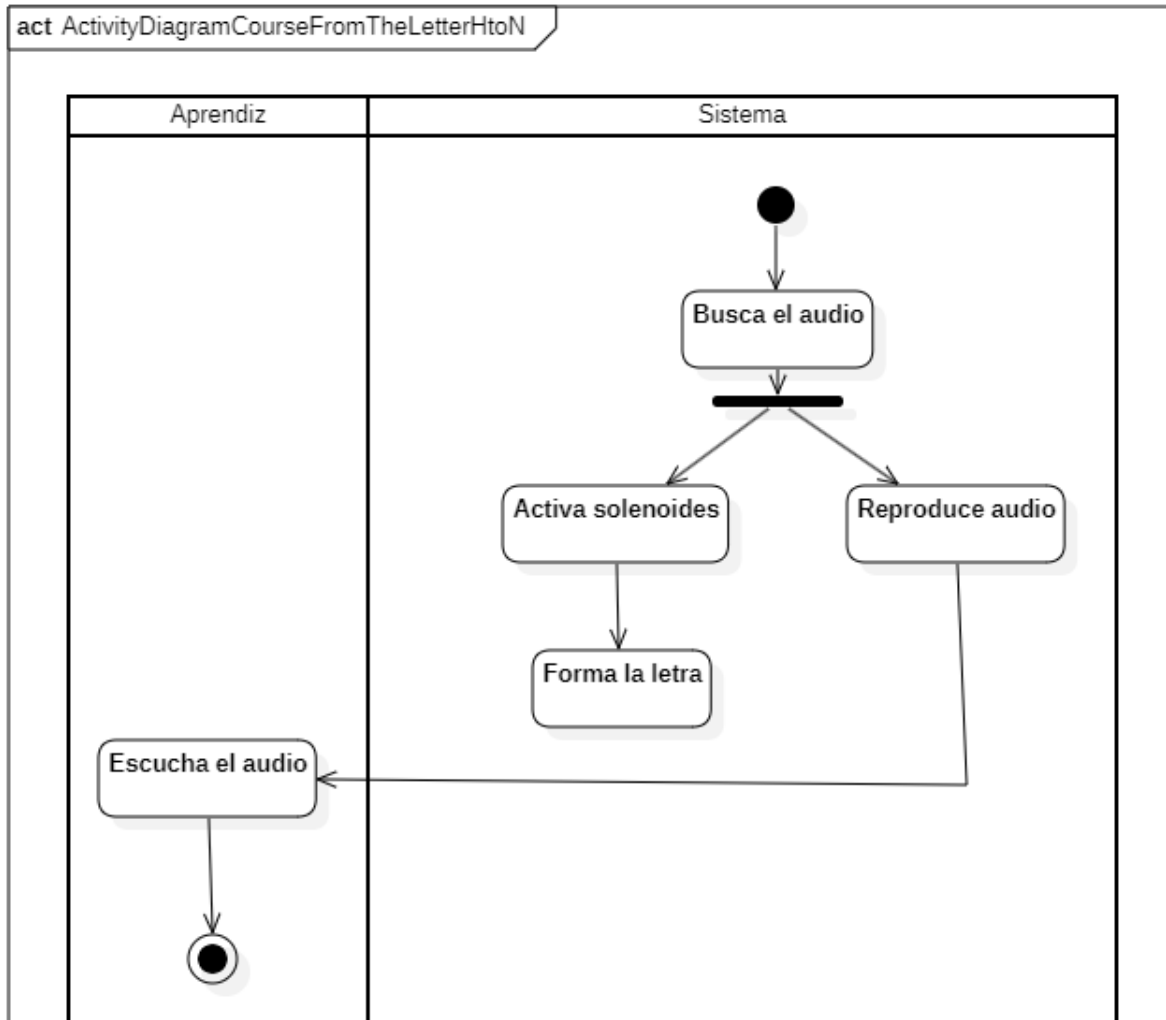 act ActivityDiagramCourseFromTheLetterHtoN
Aprendiz
Sistema
Busca el audio
Activa solenoides
Reproduce audio
Forma la letra
Escucha el audio